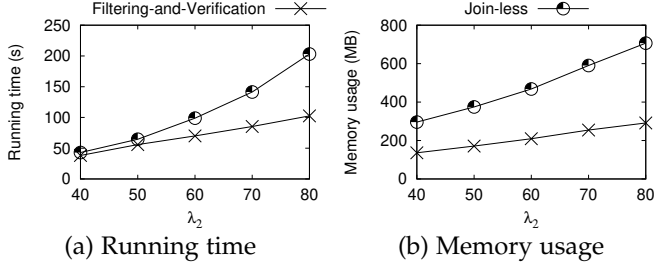 Filtering-and-Verification
Join-less
Running time (s)
250
200
150
100
50
0
40 50 60 70 80
λ2
(a) Running time
Memory usage (MB)
800
600
400
200
0
40 50 60 70 80
λ2
(b) Memory usage